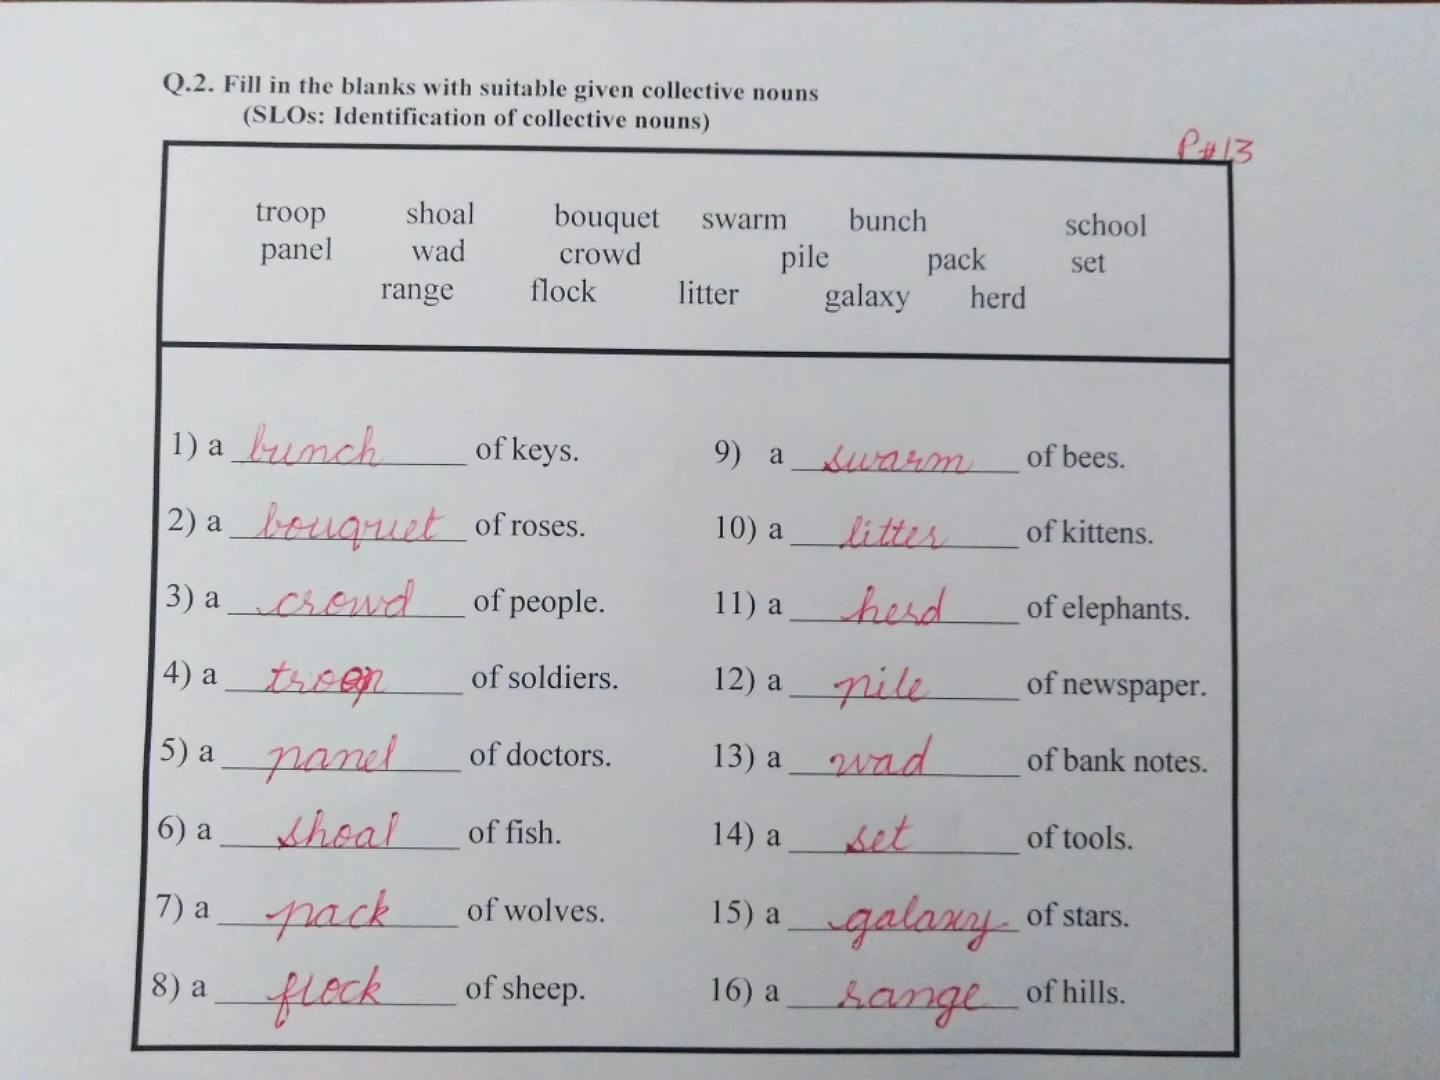 Q.2. Fill in the blanks with suitable given collective nouns
(SLOs: Identification of collective nouns)
P#13
troop shoal bouquet swarm bunch school
panel wad crowd pile pack set
range flock litter galaxy herd
1) a bunch of keys.
2) a bouquet of roses.
3) a crowd of people.
4) a troop of soldiers.
5) a panel of doctors.
6) a shoal of fish.
7) a pack of wolves.
8) a flock of sheep.
9) a swarm of bees.
10) a litter of kittens.
11) a herd of elephants.
12) a pile of newspaper.
13) a wad of bank notes.
14) a set of tools.
15) a galaxy of stars.
16) a range of hills.